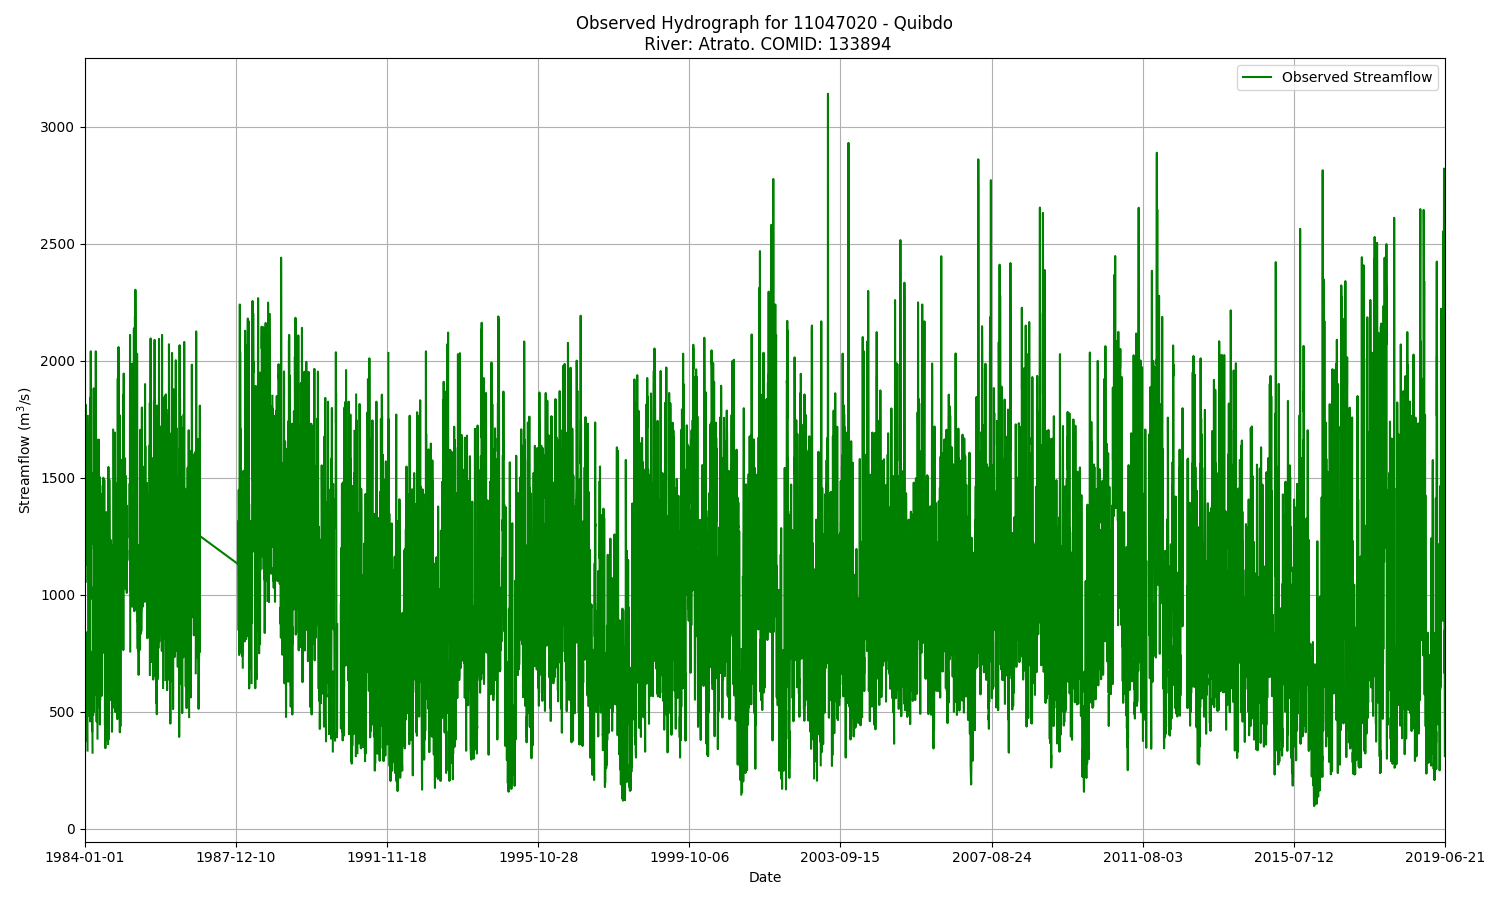 Observed Hydrograph for 11047020 - Quibdo
River: Atrato. COMID: 133894
Observed Streamflow
3000
2500
2000
1500
1000
500
0
Streamflow (m³/s)
1984-01-01 1987-12-10 1991-11-18 1995-10-28 1999-10-06 2003-09-15 2007-08-24 2011-08-03 2015-07-12 2019-06-21
Date